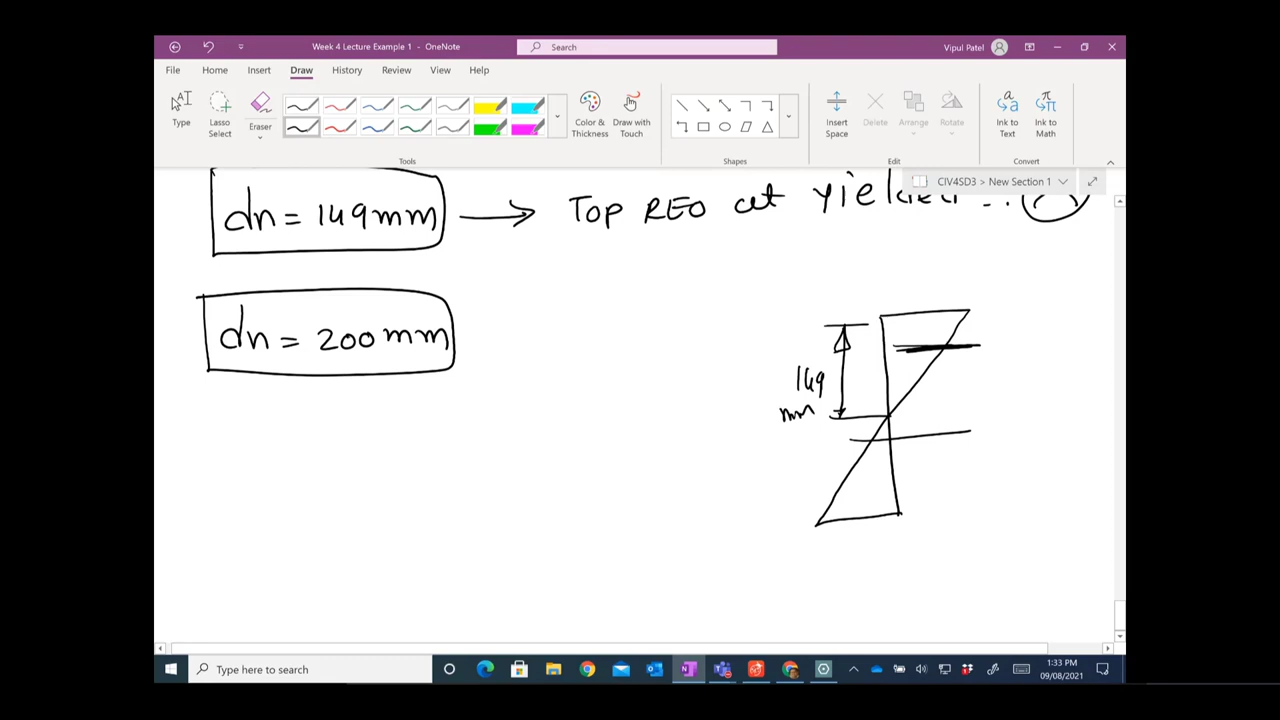 Week 4 Lecture Example 1 - OneNote
Search
Vipul Patel
File Home Insert Draw History Review View Help
Type
Lasso Select
Eraser
Color & Thickness
Draw with Touch
Insert Space
Delete
Arrange
Rotate
Ink to Text
Ink to Math
Tools
Shapes
Edit
Convert
CIV4SD3 > New Section 1
dn = 149mm → TOP REO at yield
dn = 200mm
149
mm
Type here to search
1:33 PM
09/08/2021